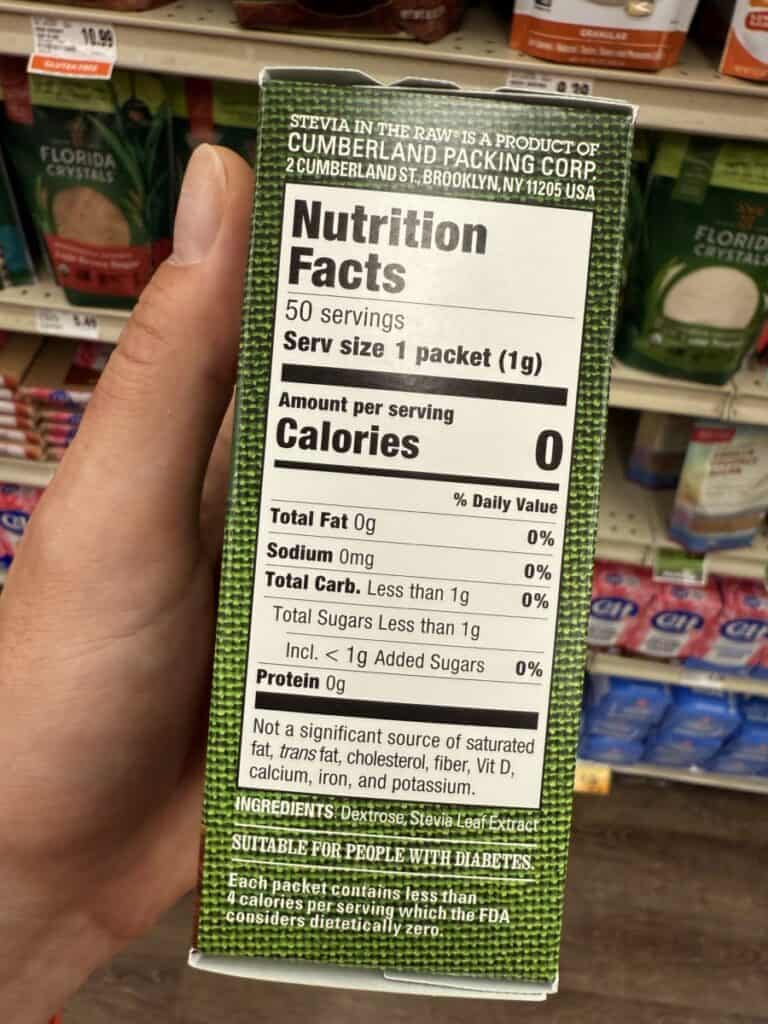 10.99
GLUTEN FREE
GRANULAR
FLORIDA
CRYSTALS
STEVIA IN THE RAW® IS A PRODUCT OF
CUMBERLAND PACKING CORP.
2 CUMBERLAND ST., BROOKLYN, NY 11205 USA
Nutrition
Facts
50 servings
Serv size 1 packet (1g)
Amount per serving
Calories 0
% Daily Value
Total Fat 0g 0%
Sodium 0mg 0%
Total Carb. Less than 1g 0%
Total Sugars Less than 1g
Incl. < 1g Added Sugars 0%
Protein 0g
Not a significant source of saturated
fat, trans fat, cholesterol, fiber, Vit D,
calcium, iron, and potassium.
INGREDIENTS: Dextrose, Stevia Leaf Extract
SUITABLE FOR PEOPLE WITH DIABETES.
Each packet contains less than
4 calories per serving which the FDA
considers dietetically zero.
FLORIDA
CRYSTALS
C&H
C&H
C&H